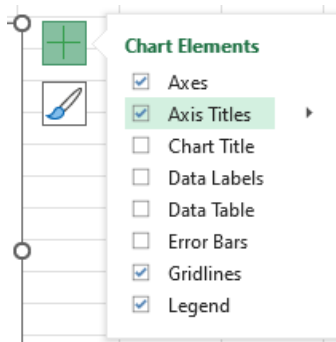 Chart Elements
Axes
Axis Titles
Chart Title
Data Labels
Data Table
Error Bars
Gridlines
Legend